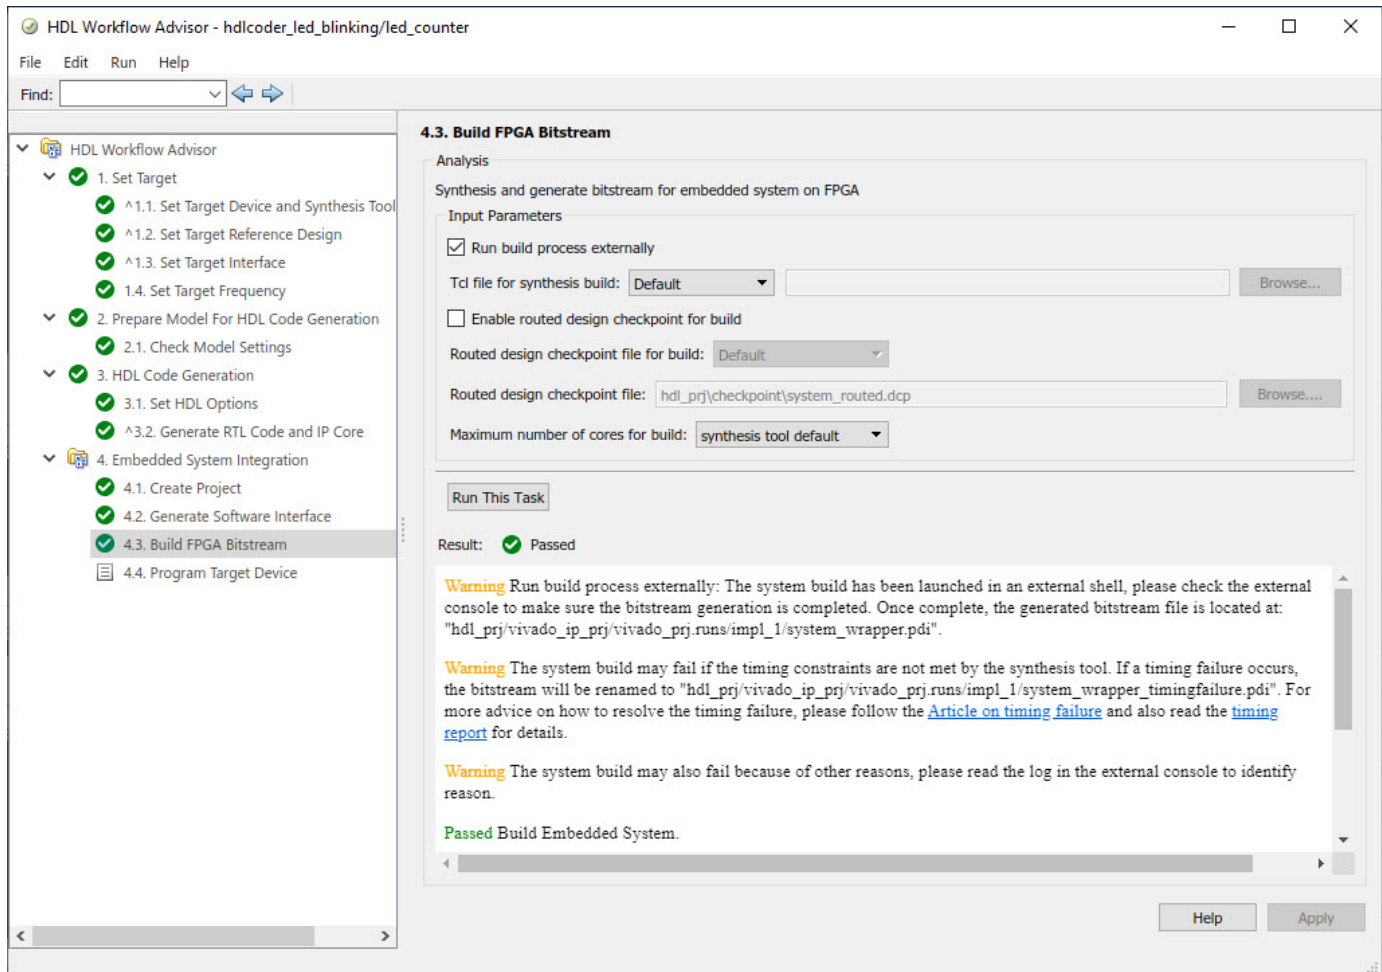 HDL Workflow Advisor - hdlcoder_led_blinking/led_counter
File Edit Run Help
Find:
HDL Workflow Advisor
1. Set Target
^1.1. Set Target Device and Synthesis Tool
^1.2. Set Target Reference Design
^1.3. Set Target Interface
1.4. Set Target Frequency
2. Prepare Model For HDL Code Generation
2.1. Check Model Settings
3. HDL Code Generation
3.1. Set HDL Options
^3.2. Generate RTL Code and IP Core
4. Embedded System Integration
4.1. Create Project
4.2. Generate Software Interface
4.3. Build FPGA Bitstream
4.4. Program Target Device
4.3. Build FPGA Bitstream
Analysis
Synthesis and generate bitstream for embedded system on FPGA
Input Parameters
Run build process externally
Tcl file for synthesis build: Default Browse...
Enable routed design checkpoint for build
Routed design checkpoint file for build: Default
Routed design checkpoint file: hdl_prj\checkpoint\system_routed.dcp Browse....
Maximum number of cores for build: synthesis tool default
Run This Task
Result: Passed
Warning Run build process externally: The system build has been launched in an external shell, please check the external
console to make sure the bitstream generation is completed. Once complete, the generated bitstream file is located at:
"hdl_prj/vivado_ip_prj/vivado_prj.runs/impl_1/system_wrapper.pdi".
Warning The system build may fail if the timing constraints are not met by the synthesis tool. If a timing failure occurs,
the bitstream will be renamed to "hdl_prj/vivado_ip_prj/vivado_prj.runs/impl_1/system_wrapper_timingfailure.pdi". For
more advice on how to resolve the timing failure, please follow the Article on timing failure and also read the timing
report for details.
Warning The system build may also fail because of other reasons, please read the log in the external console to identify
reason.
Passed Build Embedded System.
Help Apply